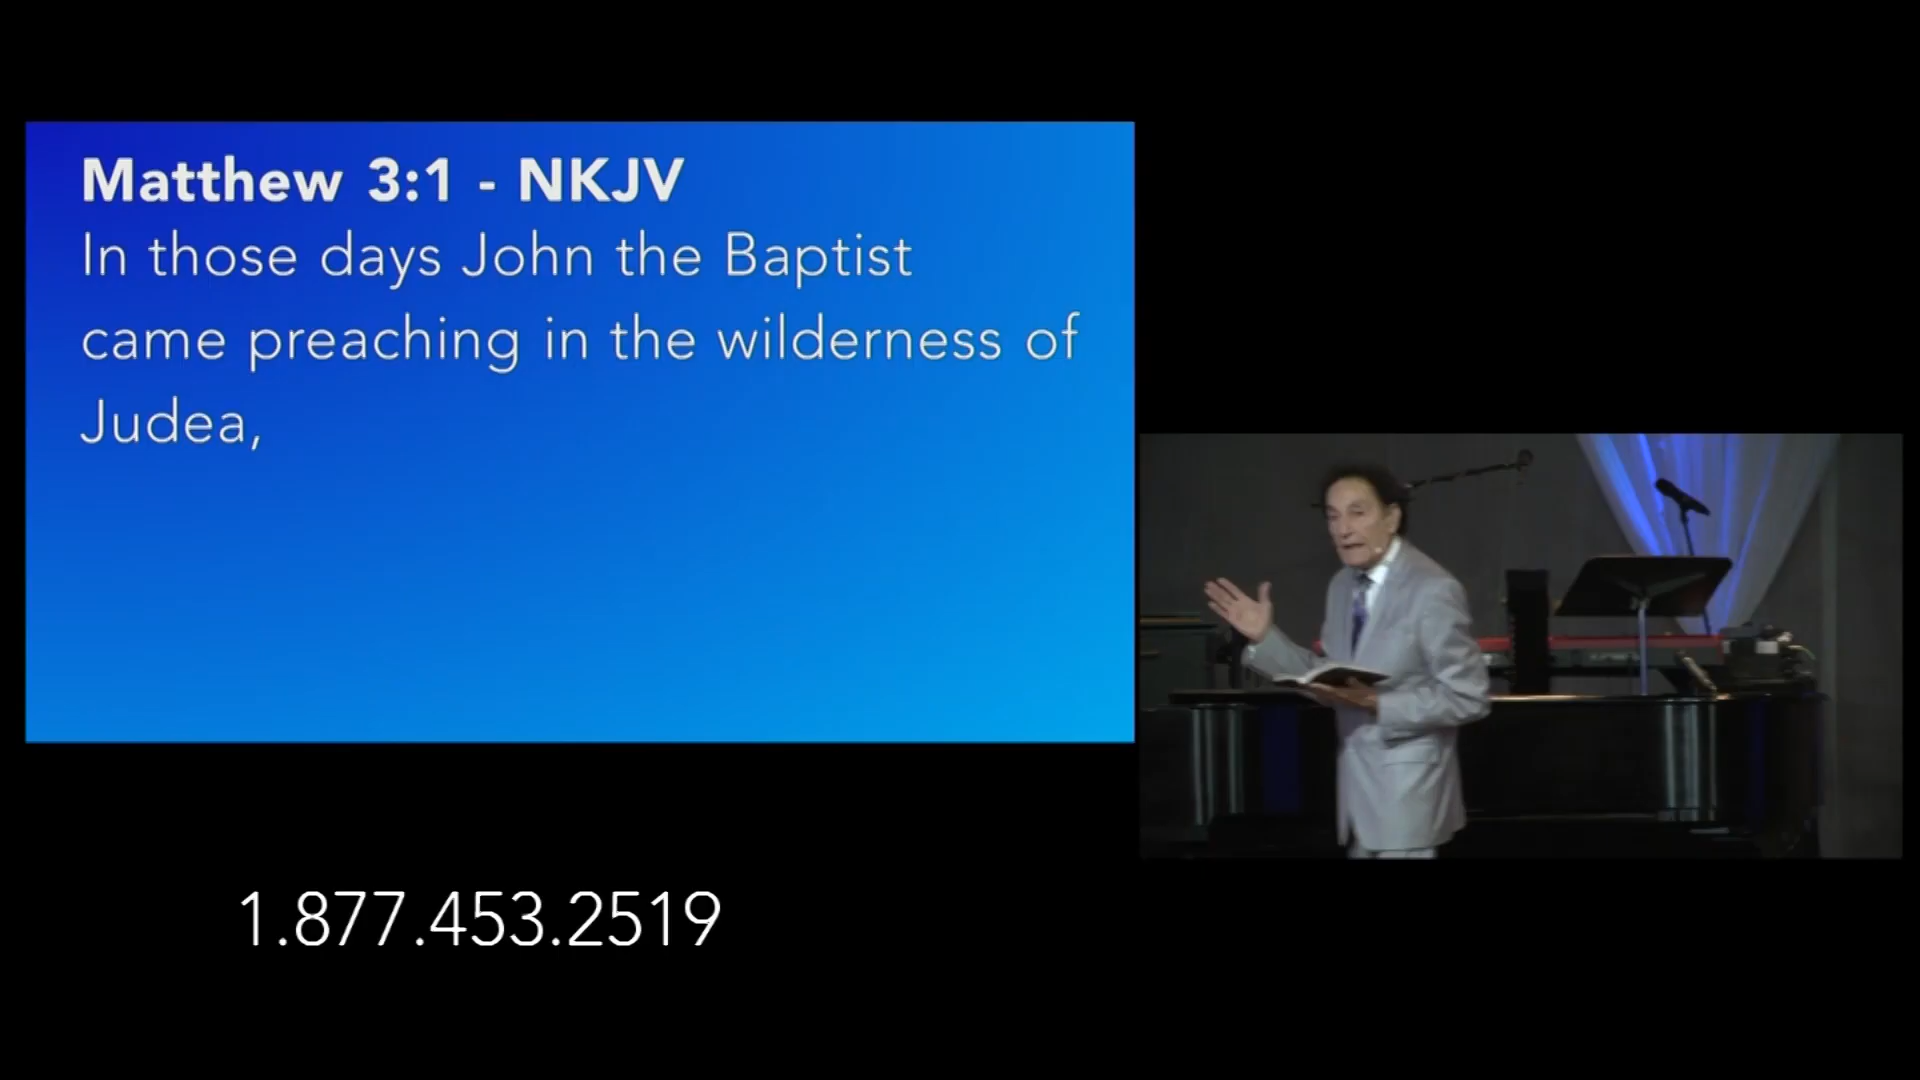 Matthew 3:1 - NKJV
In those days John the Baptist
came preaching in the wilderness of
Judea,
1.877.453.2519